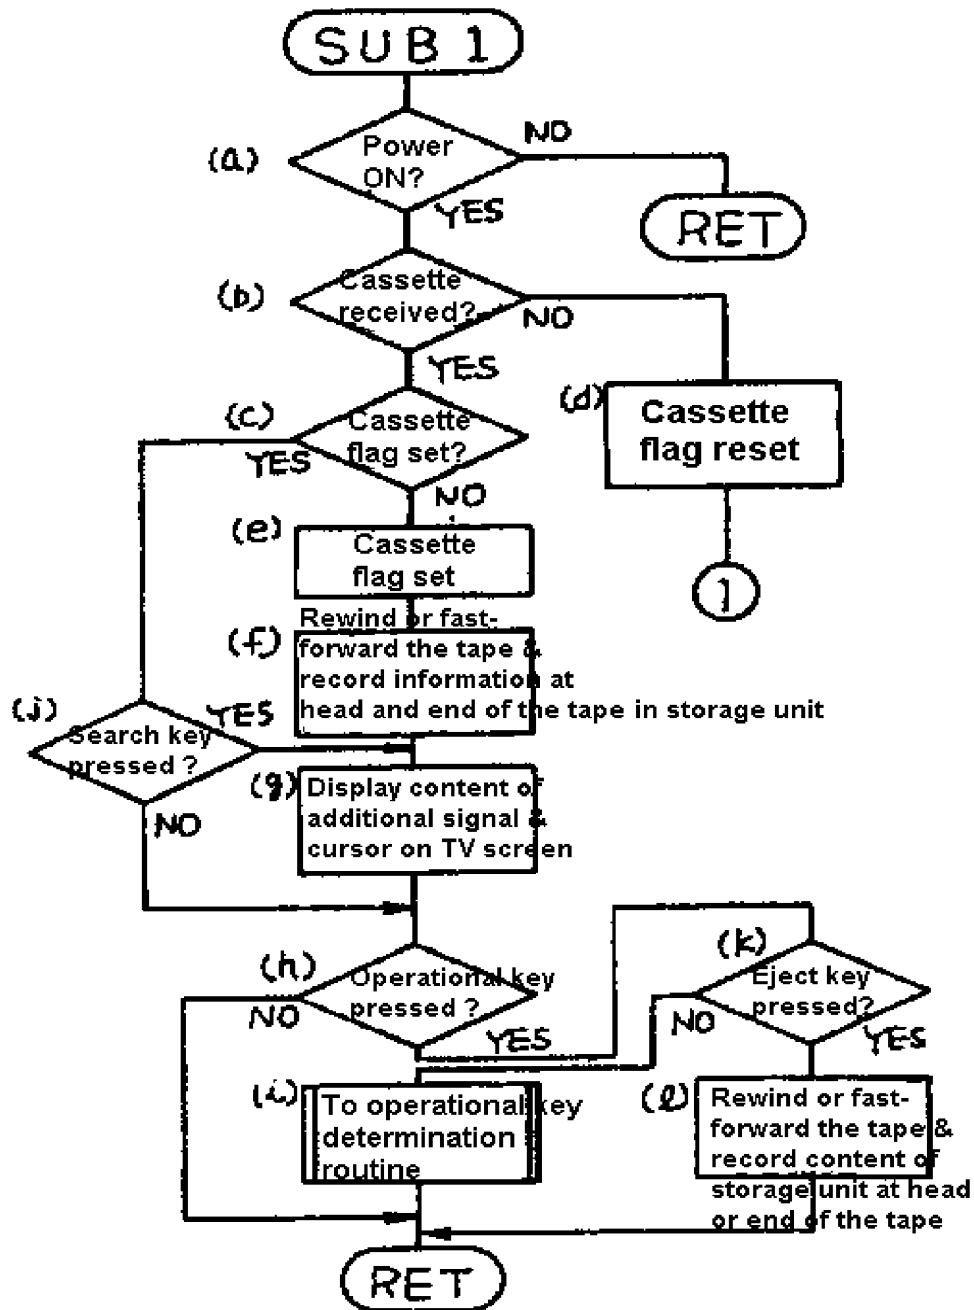 SUB 1
(a)
Power
ON?
NO
YES
RET
(b)
Cassette
received?
NO
YES
(c)
Cassette
flag set?
YES
NO
(d)
Cassette
flag reset
1
(e)
Cassette
flag set
(f)
Rewind or fast-
forward the tape &
record information at
head and end of the tape in storage unit
(j)
Search key
pressed ?
YES
NO
(g)
Display content of
additional signal &
cursor on TV screen
(h)
Operational key
pressed ?
NO
YES
(k)
Eject key
pressed?
NO
YES
(i)
To operational key
determination
routine
(l)
Rewind or fast-
forward the tape &
record content of
storage unit at head
or end of the tape
RET